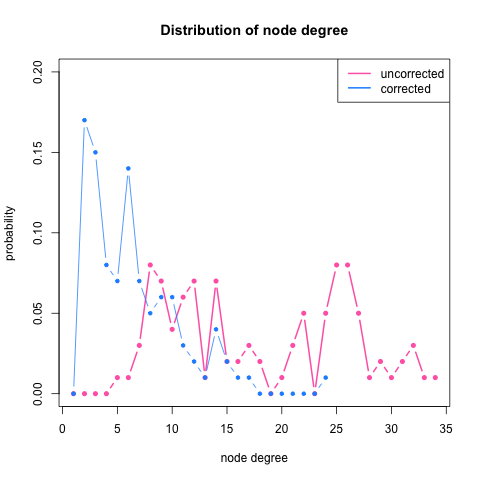 Distribution of node degree
uncorrected
corrected
probability
0.20
0.15
0.10
0.05
0.00
0 5 10 15 20 25 30 35
node degree